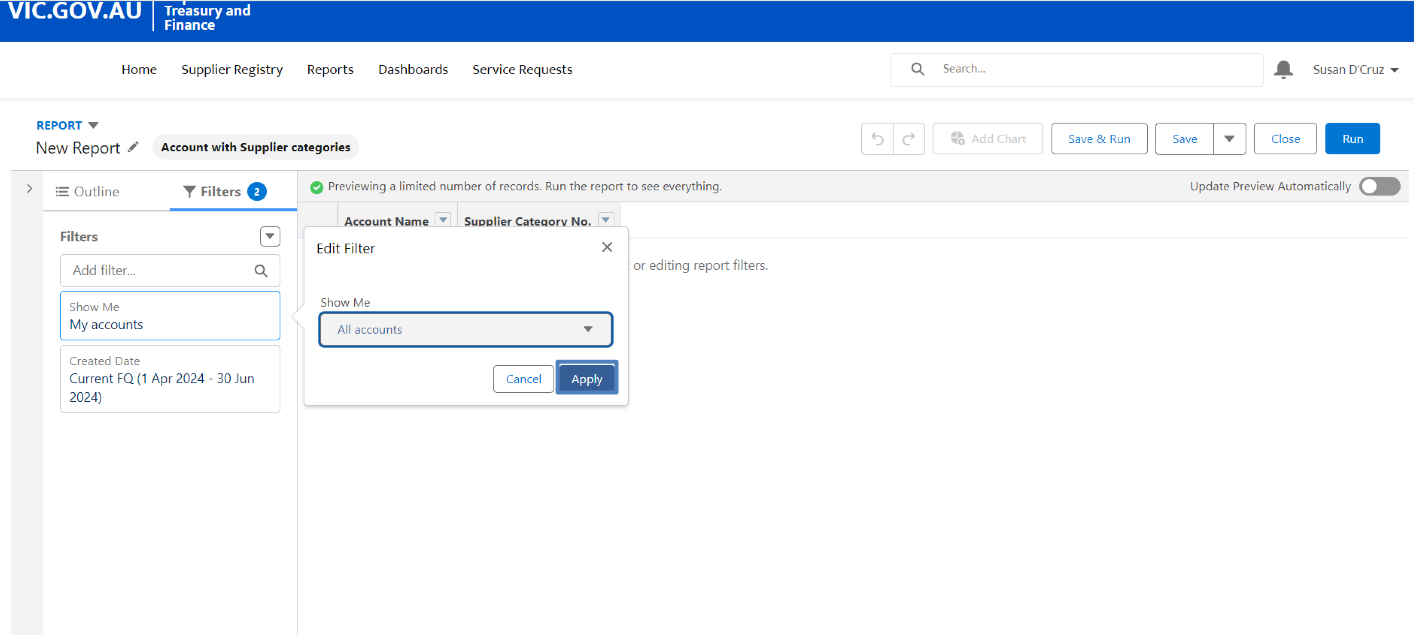 VIC.GOV.AU
Treasury and
Finance
Home
Supplier Registry
Reports
Dashboards
Service Requests
Search...
Susan D'Cruz
REPORT
New Report
Account with Supplier categories
Add Chart
Save & Run
Save
Close
Run
Outline
Filters
2
Previewing a limited number of records. Run the report to see everything.
Update Preview Automatically
Account Name
Supplier Category No.
Filters
Add filter...
Show Me
My accounts
Created Date
Current FQ (1 Apr 2024 - 30 Jun
2024)
Edit Filter
or editing report filters.
Show Me
All accounts
Cancel
Apply